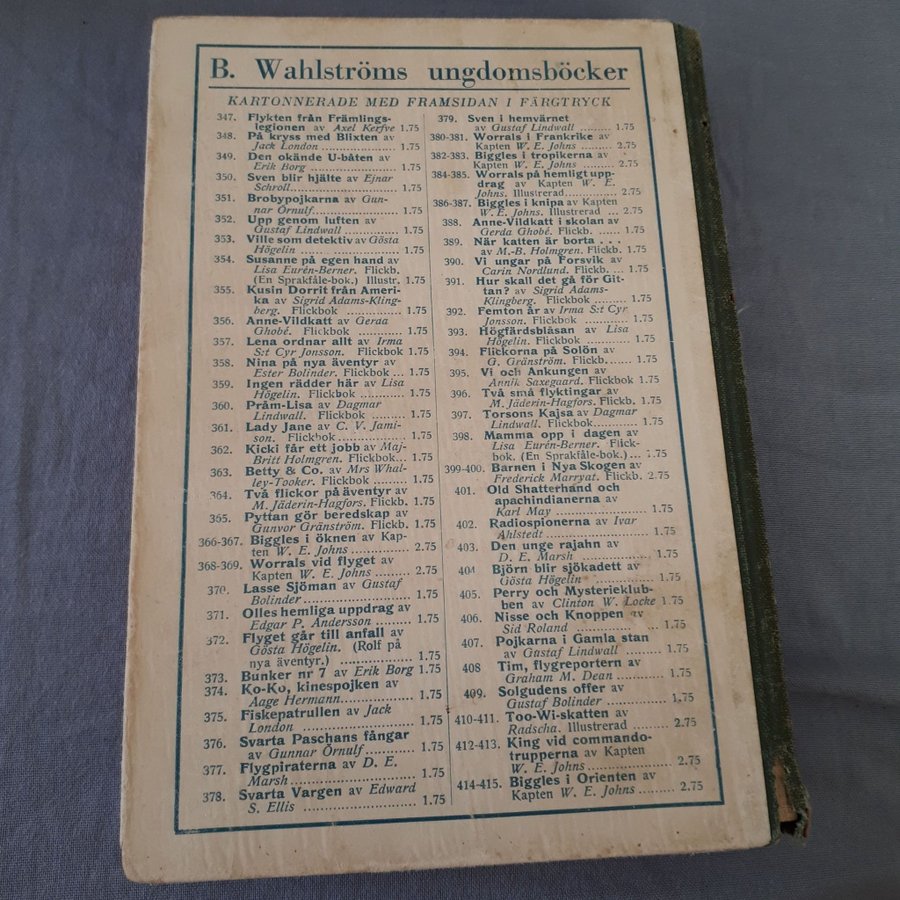 B. Wahlströms ungdomsböcker
KARTONNERADE MED FRAMSIDAN I FÄRGTRYCK
347. Flykten från Främlings-
legionen av Axel Kerfve 1.75
348. På kryss med Blixten av
Jack London .................. 1.75
349. Den okände U-båten av
Erik Borg .................... 1.75
350. Sven blir hjälte av Ejnar
Schroll....................... 1.75
351. Brobypojkarna av Gun-
nar Örnulf.................... 1.75
352. Upp genom luften av
Gustaf Lindwall .............. 1.75
353. Ville som detektiv av Gösta
Högelin ...................... 1.75
354. Susanne på egen hand av
Lisa Eurén-Berner. Flickb.
(En Språkfåle-bok.) Illustr. 1.75
355. Kusin Dorrit från Ameri-
ka av Sigrid Adams-Kling-
berg. Flickbok ............... 1.75
356. Anne-Vildkatt av Geraa
Ghobé. Flickbok .............. 1.75
357. Lena ordnar allt av Irma
S:t Cyr Jonsson. Flickbok 1.75
358. Nina på nya äventyr av
Ester Bolinder. Flickbok ... 1.75
359. Ingen rädder här av Lisa
Högelin. Flickbok ............ 1.75
360. Pråm-Lisa av Dagmar
Lindwall. Flickbok ........... 1.75
361. Lady Jane av C. V. Jami-
son. Flickbok................. 1.75
362. Kicki får ett jobb av Maj-
Britt Holmgren. Flickbok... 1.75
363. Betty & Co. av Mrs Whal-
ley-Tooker. Flickbok ......... 1.75
364. Två flickor på äventyr av
M. Jäderin-Hagfors. Flickb. 1.75
365. Pyttan gör beredskap av
Gunvor Gränström. Flickb. 1.75
366-367. Biggles i öknen av Kap-
ten W. E. Johns .............. 2.75
368-369. Worrals vid flyget av
Kapten W. E. Johns ........... 2.75
370. Lasse Sjöman av Gustaf
Bolinder...................... 1.75
371. Olles hemliga uppdrag av
Edgar P. Andersson ........... 1.75
372. Flyget går till anfall av
Gösta Högelin. (Rolf på
nya äventyr.) ................ 1.75
373. Bunker nr 7 av Erik Borg 1.75
374. Ko-Ko, kinespojken av
Aage Hermann.................. 1.75
375. Fiskepatrullen av Jack
London ....................... 1.75
376. Svarta Paschans fångar
av Gunnar Örnulf.............. 1.75
377. Flygpiraterna av D. E.
Marsh......................... 1.75
378. Svarta Vargen av Edward
S. Ellis ..................... 1.75
379. Sven i hemvärnet
av Gustaf Lindwall ......... 1.75
380-381. Worrals i Frankrike av
Kapten W. E. Johns ......... 2.75
382-383. Biggles i tropikerna av
Kapten W. E. Johns ......... 2.75
384-385. Worrals på hemligt upp-
drag av Kapten W. E.
Johns. Illustrerad........... 2.75
386-387. Biggles i knipa av Kapten
W. E. Johns. Illustrerad ... 2.75
388. Anne-Vildkatt i skolan av
Gerda Ghobé. Flickb. ...... 1.75
389. När katten är borta . . .
av M.-B. Holmgren. Flickb. 1.75
390. Vi ungar på Forsvik av
Carin Nordlund. Flickb. ... 1.75
391. Hur skall det gå för Git-
tan? av Sigrid Adams-
Klingberg. Flickbok ......... 1.75
392. Femton år av Irma S:t Cyr
Jonsson. Flickbok ........... 1.75
393. Högfärdsblåsan av Lisa
Högelin. Flickbok ........... 1.75
394. Flickorna på Solön av
G. Gränström. Flickb....... 1.75
395. Vi och Ankungen av
Annik Saxegaard. Flickbok 1.75
396. Två små flyktingar av
M. Jäderin-Hagfors. Flickb. 1.75
397. Torsons Kajsa av Dagmar
Lindwall. Flickbok........... 1.75
398. Mamma opp i dagen av
Lisa Eurén-Berner. Flick-
bok. (En Språkfåle-bok.)... 1.75
399-400. Barnen i Nya Skogen av
Frederick Marryat. Flickb. 2.75
401. Old Shatterhand och
apachindianerna av
Karl May .................... 1.75
402. Radiospionerna av Ivar
Ahlstedt .................... 1.75
403. Den unge rajahn av
D. E. Marsh ................. 1.75
404 Björn blir sjökadett av
Gösta Högelin ............... 1.75
405. Perry och Mysterieklub-
ben av Clinton W. Locke 1.75
406. Nisse och Knoppen av
Sid Roland .................. 1.75
407. Pojkarna i Gamla stan
av Gustaf Lindwall .......... 1.75
408 Tim, flygreportern av
Graham M. Dean .............. 1.75
409. Solgudens offer av
Gustaf Bolinder ............. 1.75
410-411. Too-Wi-skatten av
Radscha. Illustrerad ........ 2.75
412-413. King vid commando-
trupperna av Kapten
W. E. Johns.................. 2.75
414-415. Biggles i Orienten av
Kapten W. E. Johns ......... 2.75